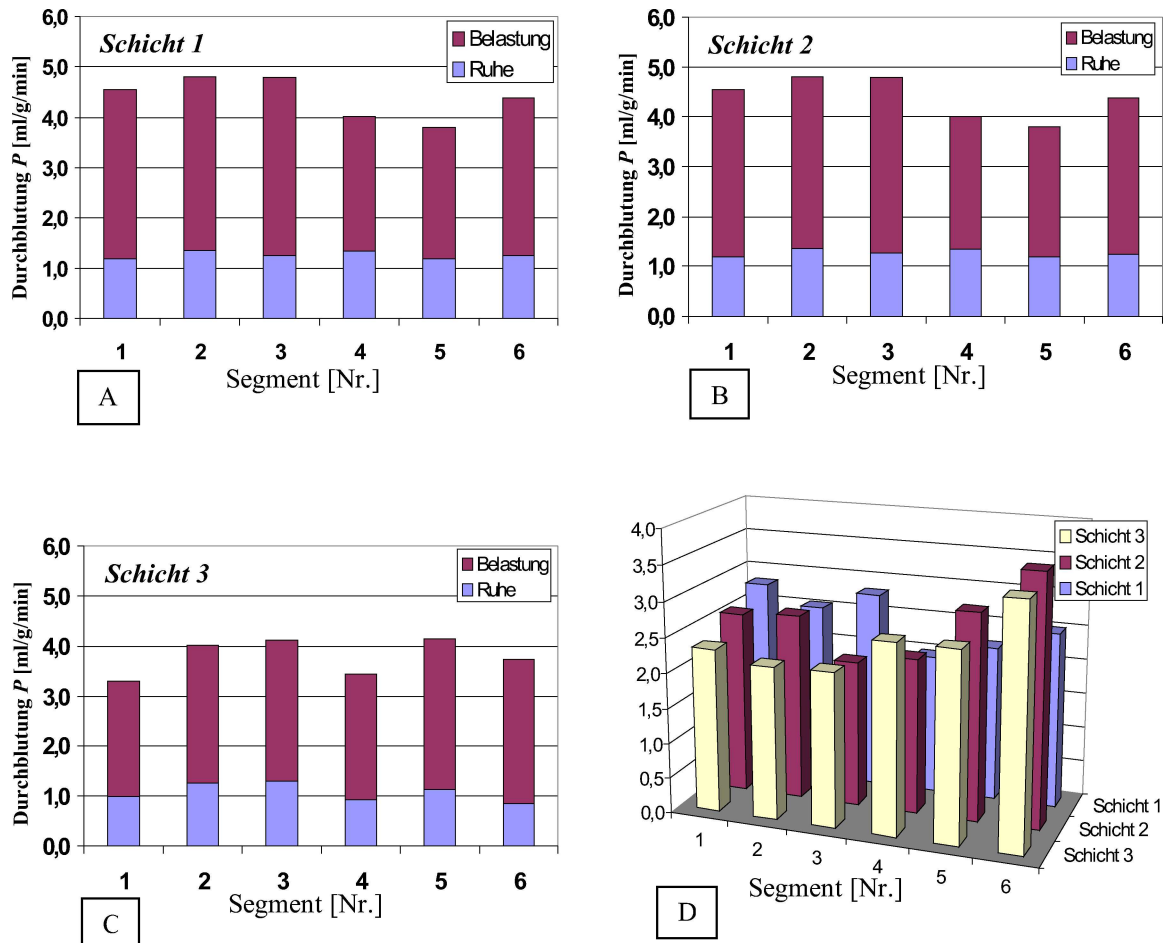 Schicht 1
Belastung
Ruhe
Durchblutung P [ml/g/min]
6,0
5,0
4,0
3,0
2,0
1,0
0,0
1 2 3 4 5 6
Segment [Nr.]
A
Schicht 2
Belastung
Ruhe
Durchblutung P [ml/g/min]
6,0
5,0
4,0
3,0
2,0
1,0
0,0
1 2 3 4 5 6
Segment [Nr.]
B
Schicht 3
Belastung
Ruhe
Durchblutung P [ml/g/min]
6,0
5,0
4,0
3,0
2,0
1,0
0,0
1 2 3 4 5 6
Segment [Nr.]
C
Schicht 3
Schicht 2
Schicht 1
4,0
3,5
3,0
2,5
2,0
1,5
1,0
0,5
0,0
1 2 3 4 5 6
Schicht 1
Schicht 2
Schicht 3
Segment [Nr.]
D